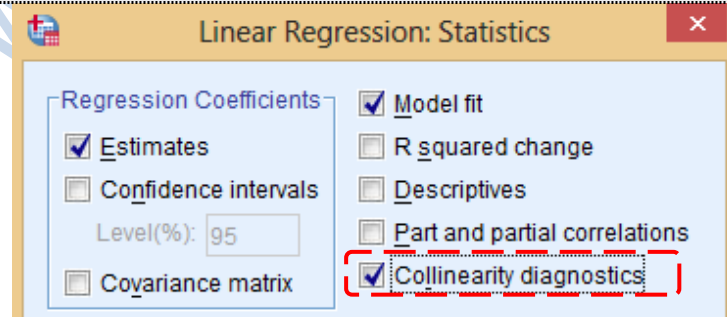 Linear Regression: Statistics
Regression Coefficients
Estimates
Confidence intervals
Level(%): 95
Covariance matrix
Model fit
R squared change
Descriptives
Part and partial correlations
Collinearity diagnostics